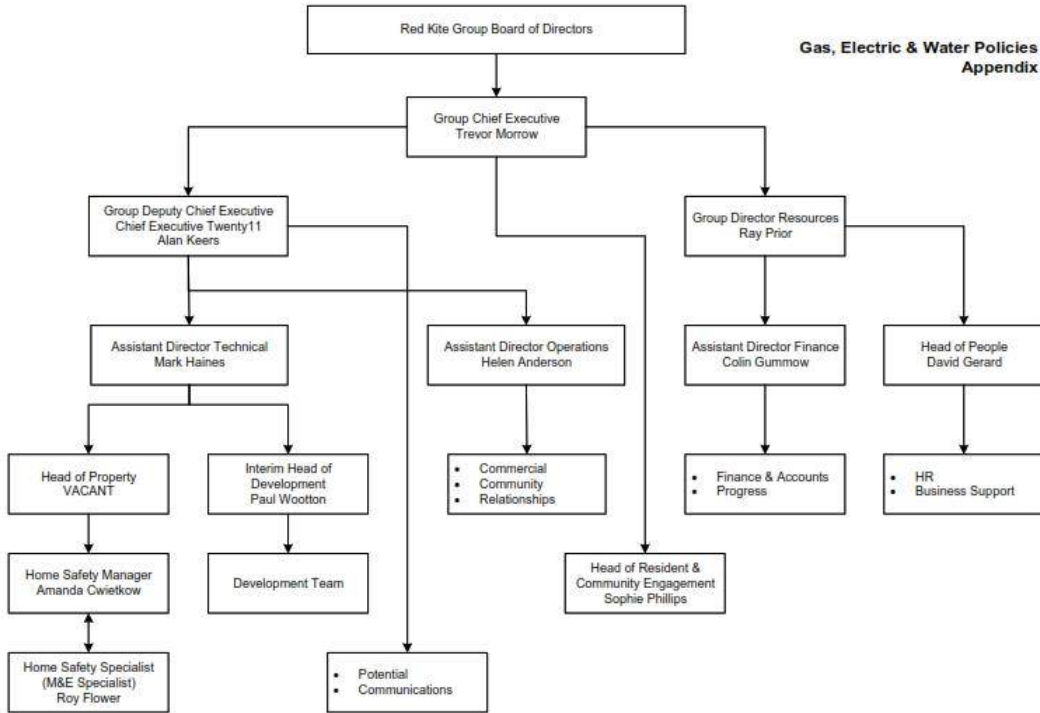 Red Kite Group Board of Directors
Gas, Electric & Water Policies
Appendix
Group Chief Executive
Trevor Morrow
Group Deputy Chief Executive
Chief Executive Twenty11
Alan Keers
Group Director Resources
Ray Prior
Assistant Director Technical
Mark Haines
Assistant Director Operations
Helen Anderson
Assistant Director Finance
Colin Gummow
Head of People
David Gerard
Head of Property
VACANT
Interim Head of
Development
Paul Wootton
• Commercial
• Community
• Relationships
• Finance & Accounts
• Progress
• HR
• Business Support
Home Safety Manager
Amanda Cwietkow
Development Team
Head of Resident &
Community Engagement
Sophie Phillips
Home Safety Specialist
(M&E Specialist)
Roy Flower
• Potential
• Communications